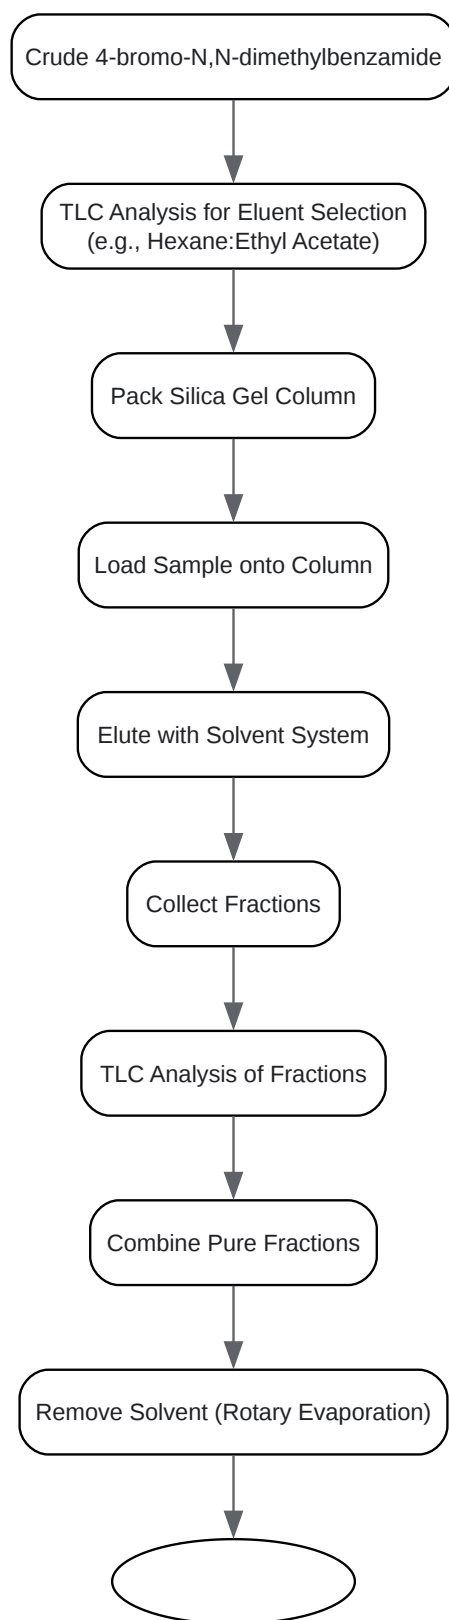 Crude 4-bromo-N,N-dimethylbenzamide
TLC Analysis for Eluent Selection
(e.g., Hexane:Ethyl Acetate)
Pack Silica Gel Column
Load Sample onto Column
Elute with Solvent System
Collect Fractions
TLC Analysis of Fractions
Combine Pure Fractions
Remove Solvent (Rotary Evaporation)